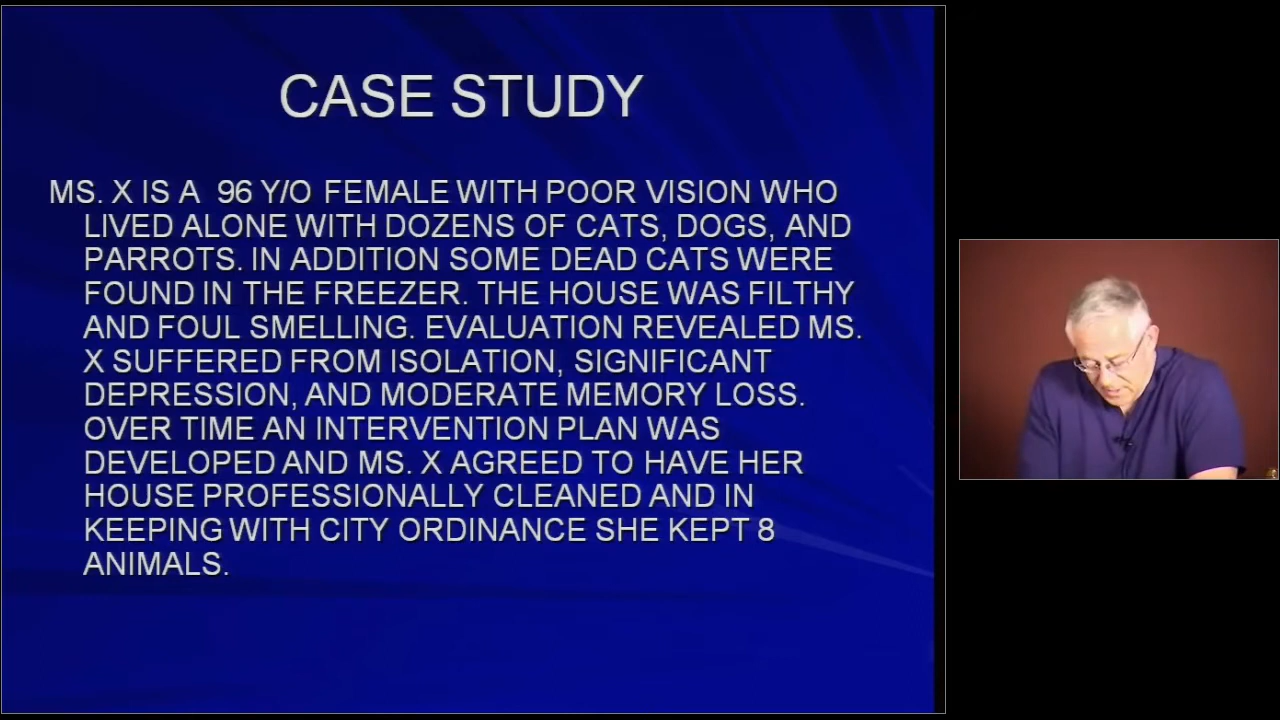 CASE STUDY
MS. X IS A 96 Y/O FEMALE WITH POOR VISION WHO
LIVED ALONE WITH DOZENS OF CATS, DOGS, AND
PARROTS. IN ADDITION SOME DEAD CATS WERE
FOUND IN THE FREEZER. THE HOUSE WAS FILTHY
AND FOUL SMELLING. EVALUATION REVEALED MS.
X SUFFERED FROM ISOLATION, SIGNIFICANT
DEPRESSION, AND MODERATE MEMORY LOSS.
OVER TIME AN INTERVENTION PLAN WAS
DEVELOPED AND MS. X AGREED TO HAVE HER
HOUSE PROFESSIONALLY CLEANED AND IN
KEEPING WITH CITY ORDINANCE SHE KEPT 8
ANIMALS.